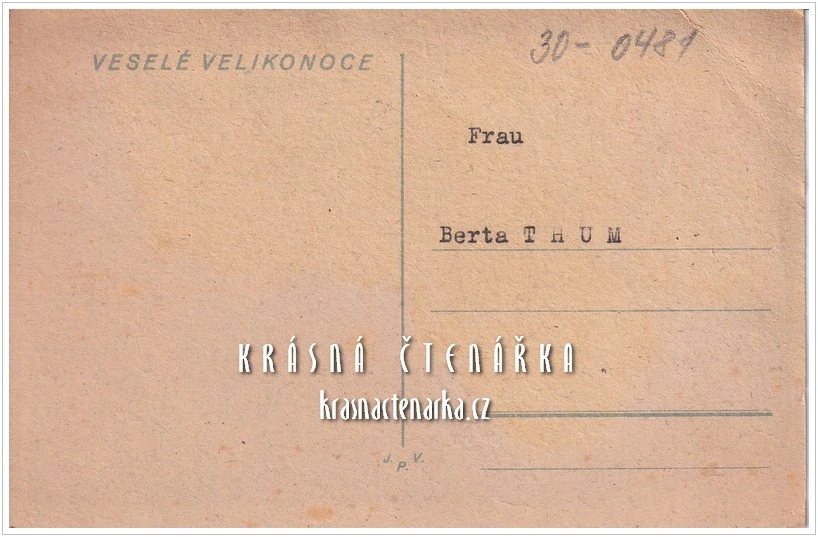 VESELÉ VELIKONOCE
30- 0481
Frau
Berta T H U M
KRÁSNÁ ČTENÁŘKA
krasnactenarka.cz
J. P. V.